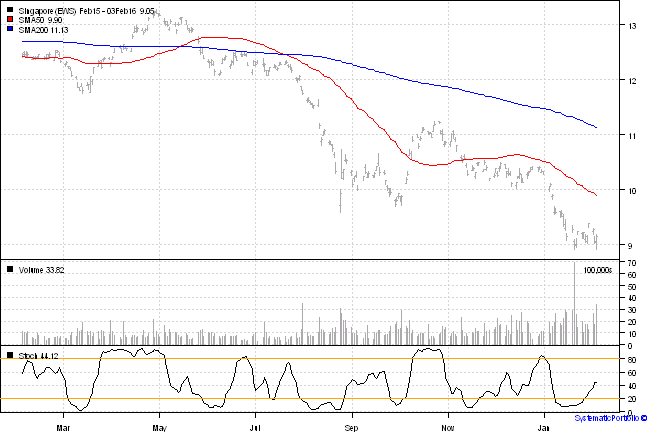 Singapore (EWS) Feb15 - 03Feb16 9.05
SMA50 9.90
SMA200 11.13
13
12
11
10
9
Volume 33.82
100,000s
70
60
50
40
30
20
10
0
Stoch 44.12
80
60
40
20
0
Mar May Jul Sep Nov Jan
SystematicPortfolio ©